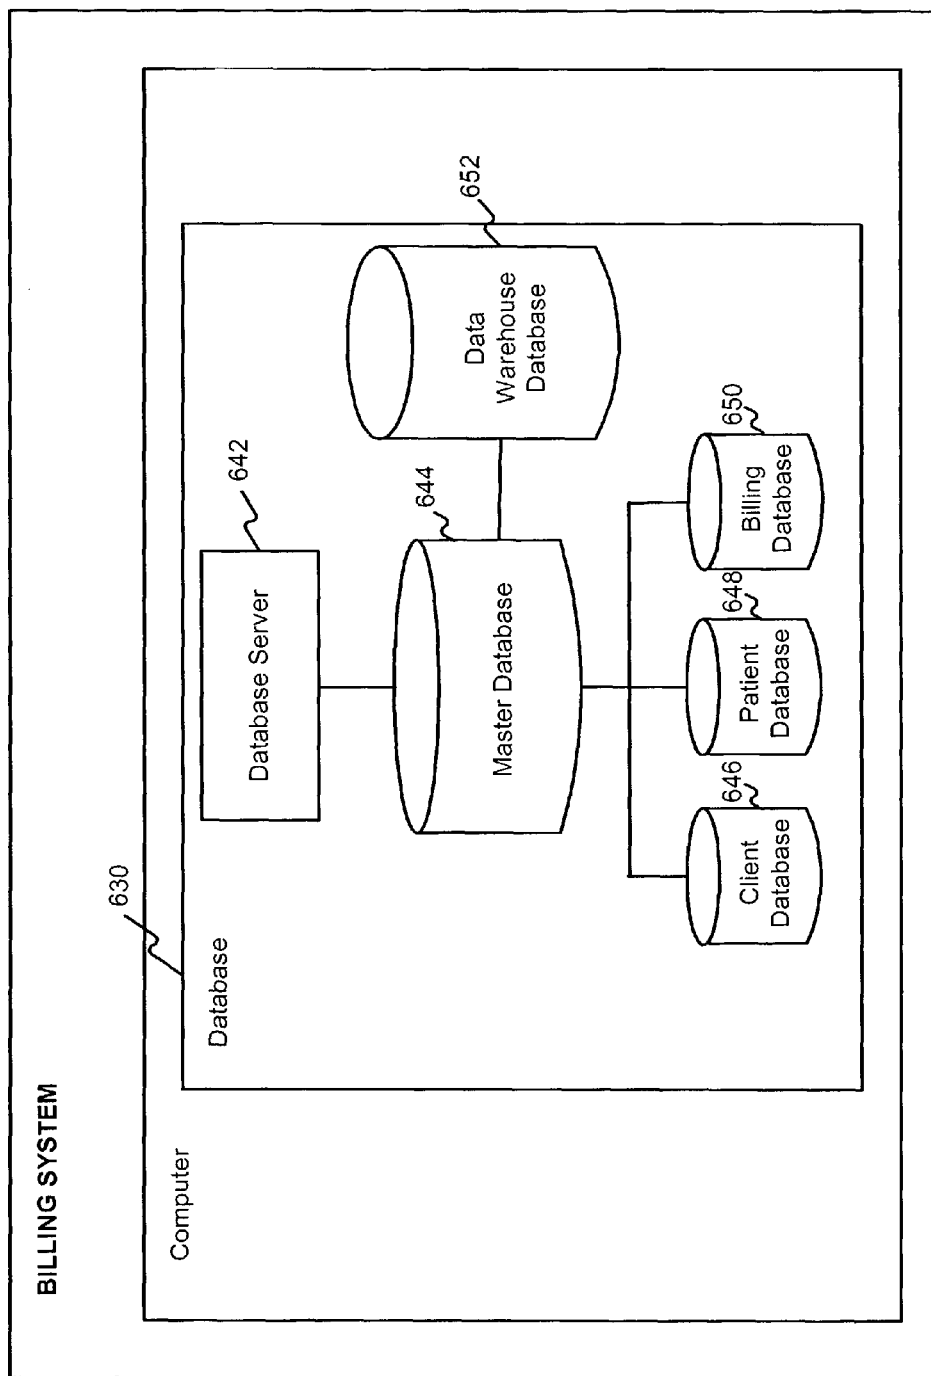 BILLING SYSTEM
Computer
630
Database
642
Database Server
644
Master Database
652
Data
Warehouse
Database
646
Client
Database
648
Patient
Database
650
Billing
Database